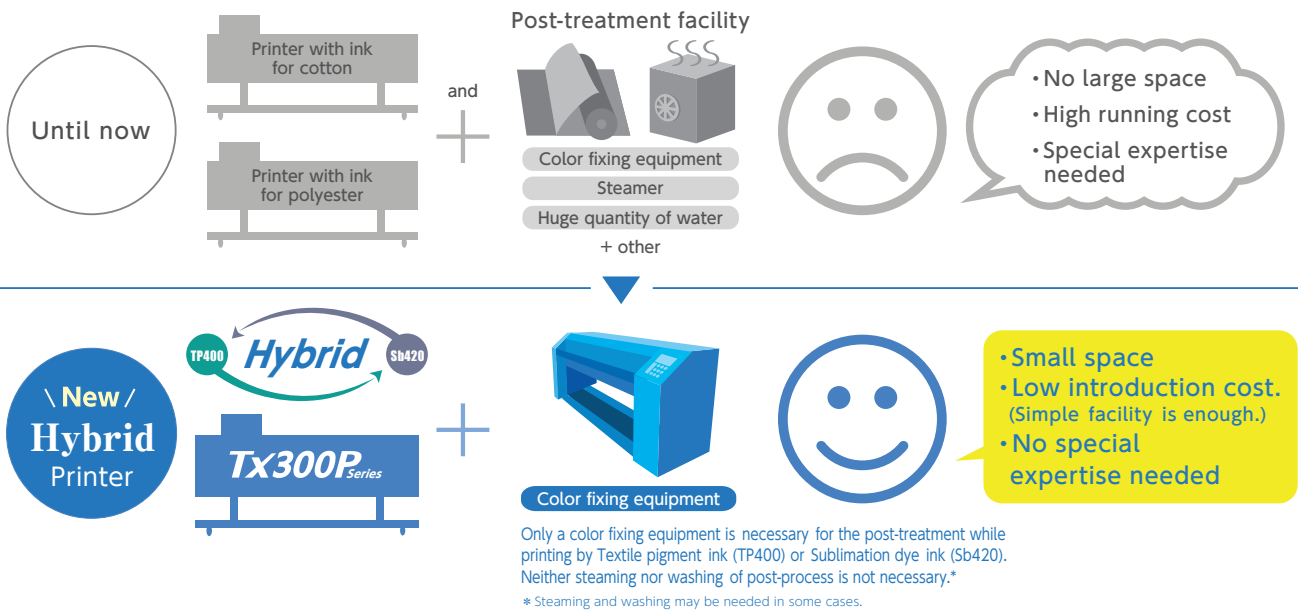 Until now
Printer with ink
for cotton
Printer with ink
for polyester
and
Post-treatment facility
Color fixing equipment
Steamer
Huge quantity of water
+ other
・No large space
・High running cost
・Special expertise
needed
\ New /
Hybrid
Printer
TP400
Hybrid
Sb420
Tx300P Series
Color fixing equipment
Only a color fixing equipment is necessary for the post-treatment while
printing by Textile pigment ink (TP400) or Sublimation dye ink (Sb420).
Neither steaming nor washing of post-process is not necessary.*
* Steaming and washing may be needed in some cases.
・Small space
・Low introduction cost.
(Simple facility is enough.)
・No special
expertise needed